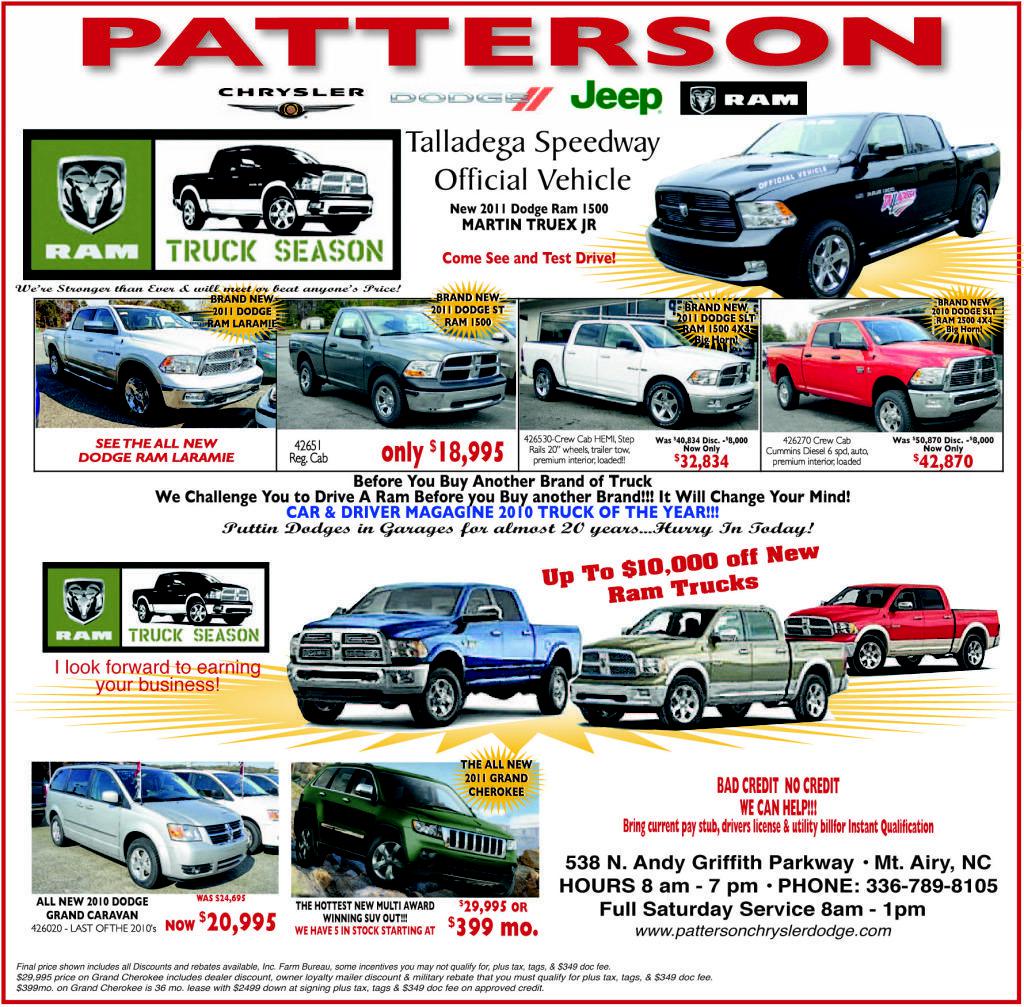 PATTERSON
CHRYSLER DODGE Jeep RAM
Talladega Speedway
Official Vehicle
New 2011 Dodge Ram 1500
MARTIN TRUEX JR
Come See and Test Drive!
OFFICIAL VEHICLE
TALLADEGA
RAM
TRUCK SEASON
We're Stronger than Ever & will meet or beat anyone's Price!
BRAND NEW
2011 DODGE
RAM LARAMIE
SEE THE ALL NEW
DODGE RAM LARAMIE
BRAND NEW
2011 DODGE ST
RAM 1500
42651
Reg. Cab
only $18,995
BRAND NEW
2011 DODGE SLT
RAM 1500 4X4
Big Horn!
426530-Crew Cab HEMI, Step
Rails 20" wheels, trailer tow,
premium interior, loaded!!
Was $40,834 Disc. -$8,000
Now Only
$32,834
BRAND NEW
2010 DODGE SLT
RAM 2500 4X4
Big Horn!
426270 Crew Cab
Cummins Diesel 6 spd, auto,
premium interior, loaded
Was $50,870 Disc. -$8,000
Now Only
$42,870
Before You Buy Another Brand of Truck
We Challenge You to Drive A Ram Before you Buy another Brand!!! It Will Change Your Mind!
CAR & DRIVER MAGAGINE 2010 TRUCK OF THE YEAR!!!
Puttin Dodges in Garages for almost 20 years...Hurry In Today!
RAM
TRUCK SEASON
I look forward to earning
your business!
Up To $10,000 off New
Ram Trucks
ALL NEW 2010 DODGE
GRAND CARAVAN
426020 - LAST OF THE 2010's
WAS $24,695
NOW $20,995
THE ALL NEW
2011 GRAND
CHEROKEE
THE HOTTEST NEW MULTI AWARD
WINNING SUV OUT!!!
WE HAVE 5 IN STOCK STARTING AT
$29,995 OR
$399 mo.
BAD CREDIT NO CREDIT
WE CAN HELP!!!
Bring current pay stub, drivers license & utility billfor Instant Qualification
538 N. Andy Griffith Parkway • Mt. Airy, NC
HOURS 8 am - 7 pm • PHONE: 336-789-8105
Full Saturday Service 8am - 1pm
www.pattersonchryslerdodge.com
Final price shown includes all Discounts and rebates available, Inc. Farm Bureau, some incentives you may not qualify for, plus tax, tags, & $349 doc fee.
$29,995 price on Grand Cherokee includes dealer discount, owner loyalty mailer discount & military rebate that you must qualify for plus tax, tags, & $349 doc fee.
$399mo. on Grand Cherokee is 36 mo. lease with $2499 down at signing plus tax, tags & $349 doc fee on approved credit.